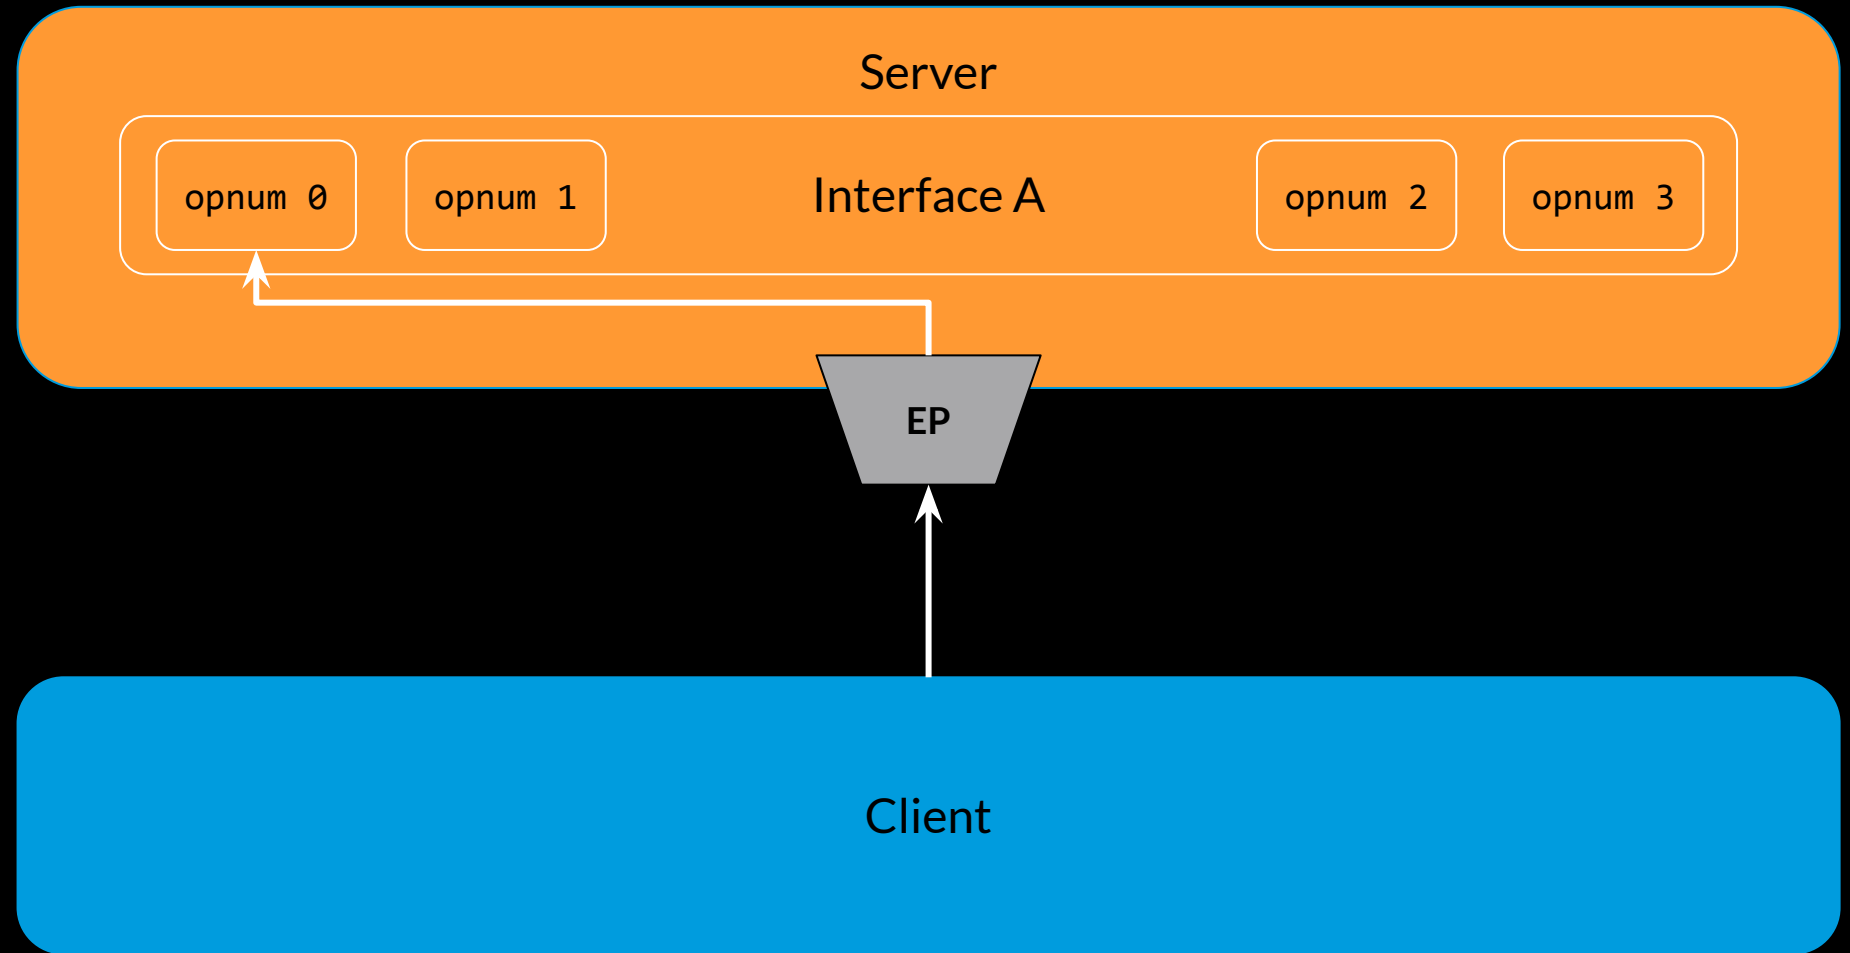 Server
opnum 0
opnum 1
Interface A
opnum 2
opnum 3
EP
Client